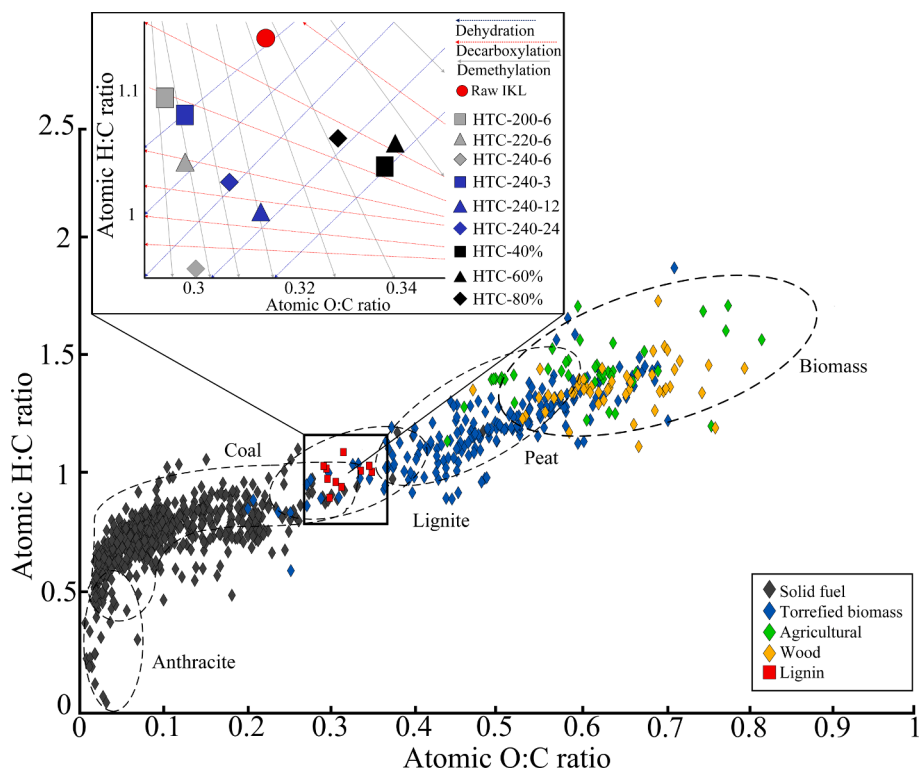 Atomic H:C ratio
1.1
1
0.3
0.32
0.34
Atomic O:C ratio
Dehydration
Decarboxylation
Demethylation
Raw IKL
HTC-200-6
HTC-220-6
HTC-240-6
HTC-240-3
HTC-240-12
HTC-240-24
HTC-40%
HTC-60%
HTC-80%
Atomic H:C ratio
2.5
2
1.5
1
0.5
0
Biomass
Peat
Coal
Lignite
Anthracite
Solid fuel
Torrefied biomass
Agricultural
Wood
Lignin
0
0.1
0.2
0.3
0.4
0.5
0.6
0.7
0.8
0.9
1
Atomic O:C ratio